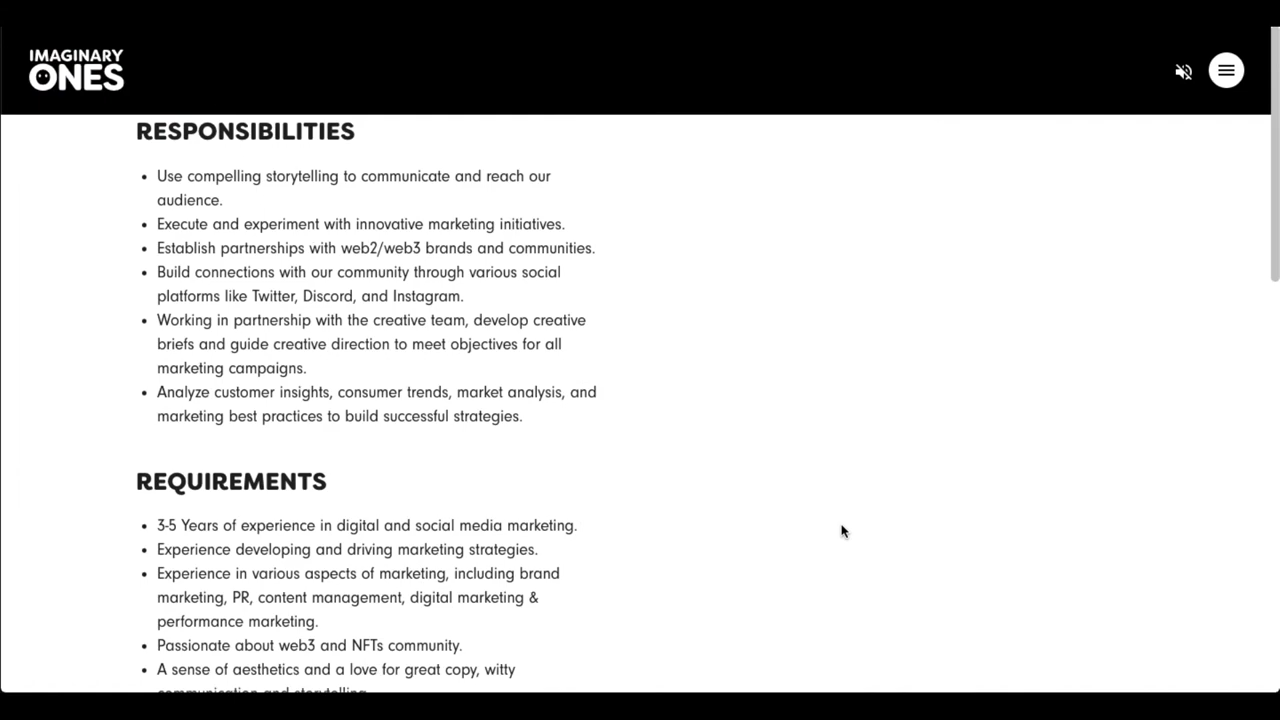 IMAGINARY
ONES
RESPONSIBILITIES
• Use compelling storytelling to communicate and reach our
audience.
• Execute and experiment with innovative marketing initiatives.
• Establish partnerships with web2/web3 brands and communities.
• Build connections with our community through various social
platforms like Twitter, Discord, and Instagram.
• Working in partnership with the creative team, develop creative
briefs and guide creative direction to meet objectives for all
marketing campaigns.
• Analyze customer insights, consumer trends, market analysis, and
marketing best practices to build successful strategies.
REQUIREMENTS
• 3-5 Years of experience in digital and social media marketing.
• Experience developing and driving marketing strategies.
• Experience in various aspects of marketing, including brand
marketing, PR, content management, digital marketing &
performance marketing.
• Passionate about web3 and NFTs community.
• A sense of aesthetics and a love for great copy, witty
communication and storytelling